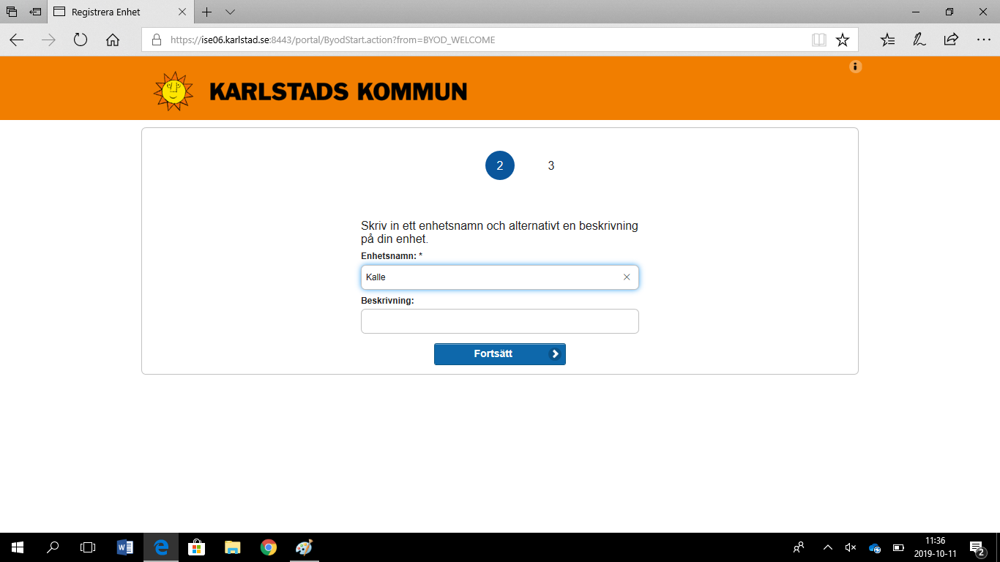 Registrera Enhet
https://ise06.karlstad.se:8443/portal/ByodStart.action?from=BYOD_WELCOME
KARLSTADS KOMMUN
2
3
Skriv in ett enhetsnamn och alternativt en beskrivning
på din enhet.
Enhetsnamn: *
Kalle
Beskrivning:
Fortsätt
11:36
2019-10-11
2